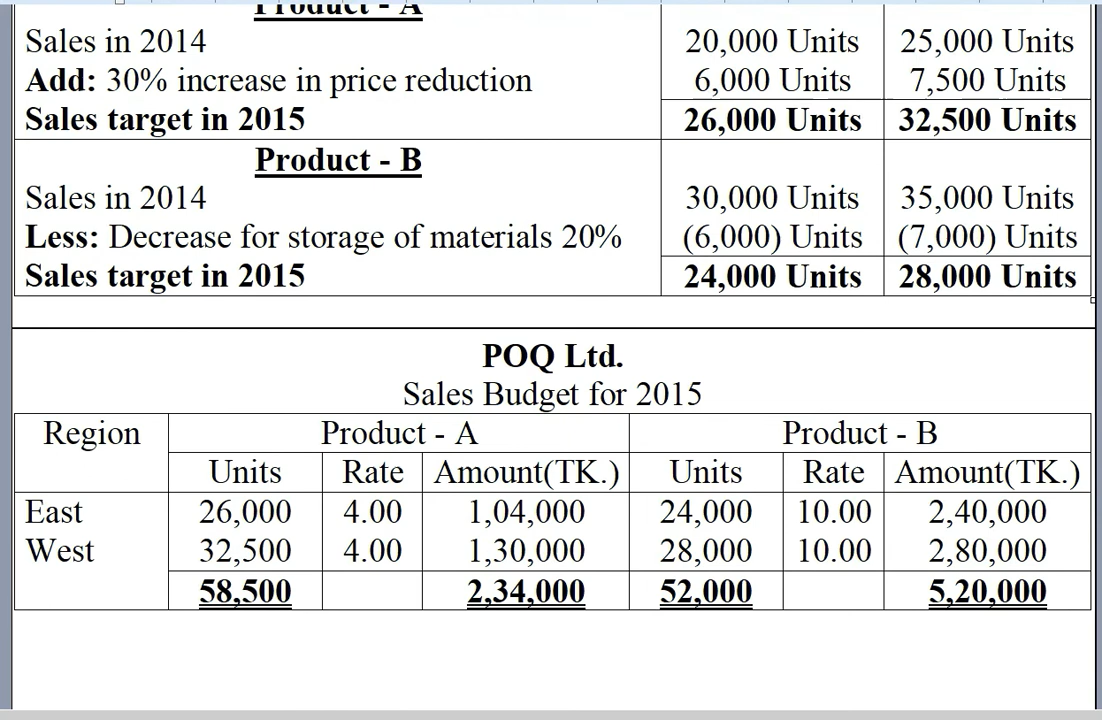 Product - A
Sales in 2014 20,000 Units 25,000 Units
Add: 30% increase in price reduction 6,000 Units 7,500 Units
Sales target in 2015 26,000 Units 32,500 Units
Product - B
Sales in 2014 30,000 Units 35,000 Units
Less: Decrease for storage of materials 20% (6,000) Units (7,000) Units
Sales target in 2015 24,000 Units 28,000 Units
POQ Ltd.
Sales Budget for 2015
Region Product - A Product - B
Units Rate Amount(TK.) Units Rate Amount(TK.)
East 26,000 4.00 1,04,000 24,000 10.00 2,40,000
West 32,500 4.00 1,30,000 28,000 10.00 2,80,000
58,500 2,34,000 52,000 5,20,000